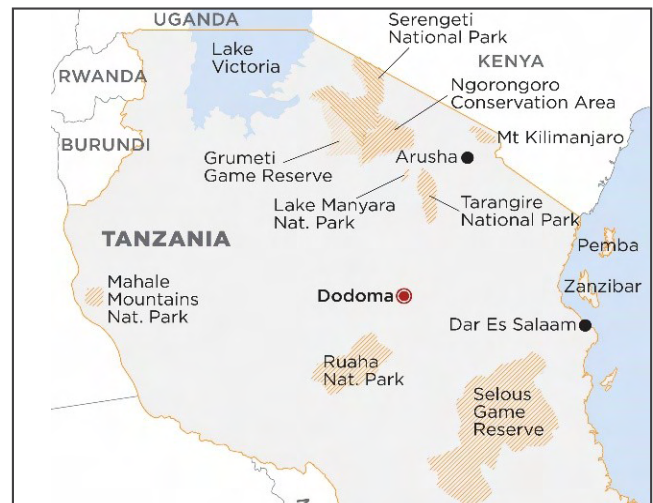 UGANDA
Serengeti
National Park
Lake
Victoria
KENYA
RWANDA
Ngorongoro
Conservation Area
BURUNDI
Mt Kilimanjaro
Grumeti
Game Reserve
Arusha
Lake Manyara
Nat. Park
Tarangire
National Park
TANZANIA
Pemba
Mahale
Mountains
Nat. Park
Dodoma
Zanzibar
Dar Es Salaam
Ruaha
Nat. Park
Selous
Game
Reserve